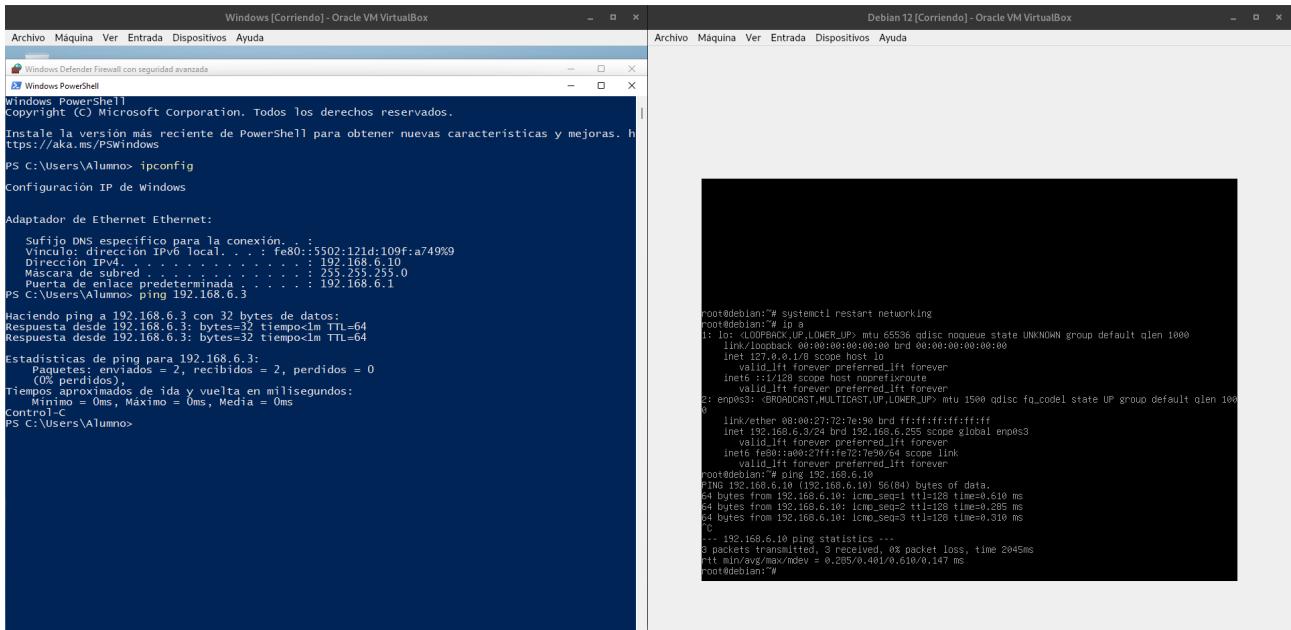 Windows [Corriendo] - Oracle VM VirtualBox
Archivo Máquina Ver Entrada Dispositivos Ayuda
Windows Defender Firewall con seguridad avanzada
Windows PowerShell
Windows PowerShell
Copyright (C) Microsoft Corporation. Todos los derechos reservados.
Instale la versión más reciente de PowerShell para obtener nuevas características y mejoras. h
ttps://aka.ms/PSWindows
PS C:\Users\Alumno> ipconfig
Configuración IP de Windows
Adaptador de Ethernet Ethernet:
Sufijo DNS específico para la conexión. . :
Vínculo: dirección IPv6 local. . . : fe80::5502:121d:109f:a749%9
Dirección IPv4. . . . . . . . . . . . . . : 192.168.6.10
Máscara de subred . . . . . . . . . . . . : 255.255.255.0
Puerta de enlace predeterminada . . . . . : 192.168.6.1
PS C:\Users\Alumno> ping 192.168.6.3
Haciendo ping a 192.168.6.3 con 32 bytes de datos:
Respuesta desde 192.168.6.3: bytes=32 tiempo<1m TTL=64
Respuesta desde 192.168.6.3: bytes=32 tiempo<1m TTL=64
Estadísticas de ping para 192.168.6.3:
Paquetes: enviados = 2, recibidos = 2, perdidos = 0
(0% perdidos),
Tiempos aproximados de ida y vuelta en milisegundos:
Mínimo = 0ms, Máximo = 0ms, Media = 0ms
Control-C
PS C:\Users\Alumno>
Debian 12 [Corriendo] - Oracle VM VirtualBox
Archivo Máquina Ver Entrada Dispositivos Ayuda
root@debian:~# systemctl restart networking
root@debian:~# ip a
1: lo: <LOOPBACK,UP,LOWER_UP> mtu 65536 qdisc noqueue state UNKNOWN group default qlen 1000
link/loopback 00:00:00:00:00:00 brd 00:00:00:00:00:00
inet 127.0.0.1/8 scope host lo
valid_lft forever preferred_lft forever
inet6 ::1/128 scope host noprefixroute
valid_lft forever preferred_lft forever
2: enp0s3: <BROADCAST,MULTICAST,UP,LOWER_UP> mtu 1500 qdisc fq_codel state UP group default qlen 100
0
link/ether 08:00:27:72:7e:90 brd ff:ff:ff:ff:ff:ff
inet 192.168.6.3/24 brd 192.168.6.255 scope global enp0s3
valid_lft forever preferred_lft forever
inet6 fe80::a00:27ff:fe72:7e90/64 scope link
valid_lft forever preferred_lft forever
root@debian:~# ping 192.168.6.10
PING 192.168.6.10 (192.168.6.10) 56(84) bytes of data.
64 bytes from 192.168.6.10: icmp_seq=1 ttl=128 time=0.610 ms
64 bytes from 192.168.6.10: icmp_seq=2 ttl=128 time=0.285 ms
64 bytes from 192.168.6.10: icmp_seq=3 ttl=128 time=0.310 ms
^C
--- 192.168.6.10 ping statistics ---
3 packets transmitted, 3 received, 0% packet loss, time 2045ms
rtt min/avg/max/mdev = 0.285/0.401/0.610/0.147 ms
root@debian:~#